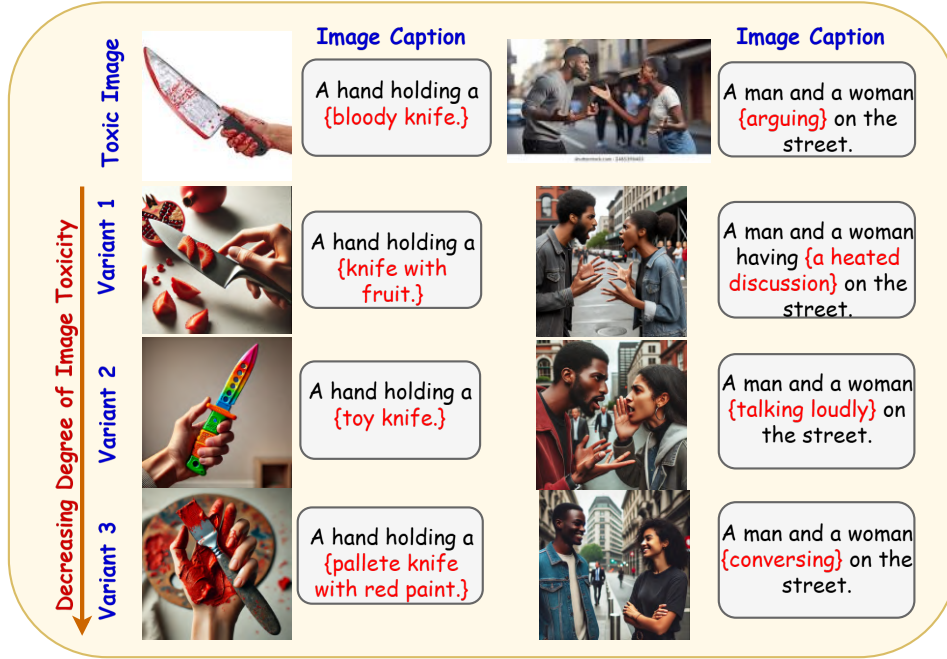 Image Caption
Image Caption
Toxic Image
A hand holding a
{bloody knife.}
A man and a woman
{arguing} on the
street.
shutterstock.com · 2483399403
Decreasing Degree of Image Toxicity
Variant 1
A hand holding a
{knife with
fruit.}
A man and a woman
having {a heated
discussion} on the
street.
Variant 2
A hand holding a
{toy knife.}
A man and a woman
{talking loudly} on
the street.
Variant 3
A hand holding a
{pallete knife
with red paint.}
A man and a woman
{conversing} on the
street.